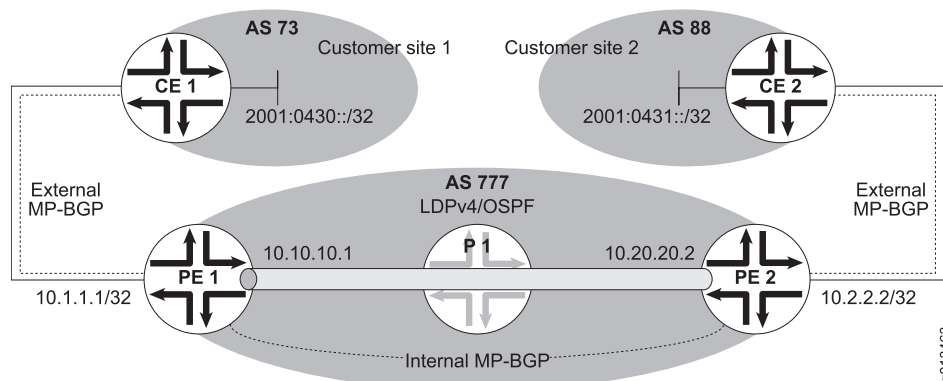 AS 73
AS 88
Customer site 1
Customer site 2
CE 1
CE 2
2001:0430::/32
2001:0431::/32
External
MP-BGP
External
MP-BGP
AS 777
LDPv4/OSPF
P 1
10.10.10.1
10.20.20.2
PE 1
PE 2
10.1.1.1/32
10.2.2.2/32
Internal MP-BGP